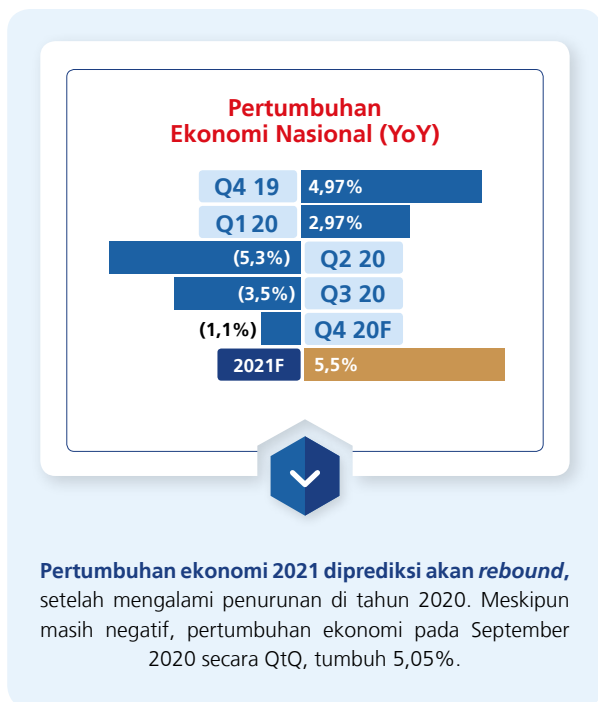 Pertumbuhan
Ekonomi Nasional (YoY)
Q4 19 4,97%
Q1 20 2,97%
(5,3%) Q2 20
(3,5%) Q3 20
(1,1%) Q4 20F
2021F 5,5%
Pertumbuhan ekonomi 2021 diprediksi akan rebound,
setelah mengalami penurunan di tahun 2020. Meskipun
masih negatif, pertumbuhan ekonomi pada September
2020 secara QtQ, tumbuh 5,05%.